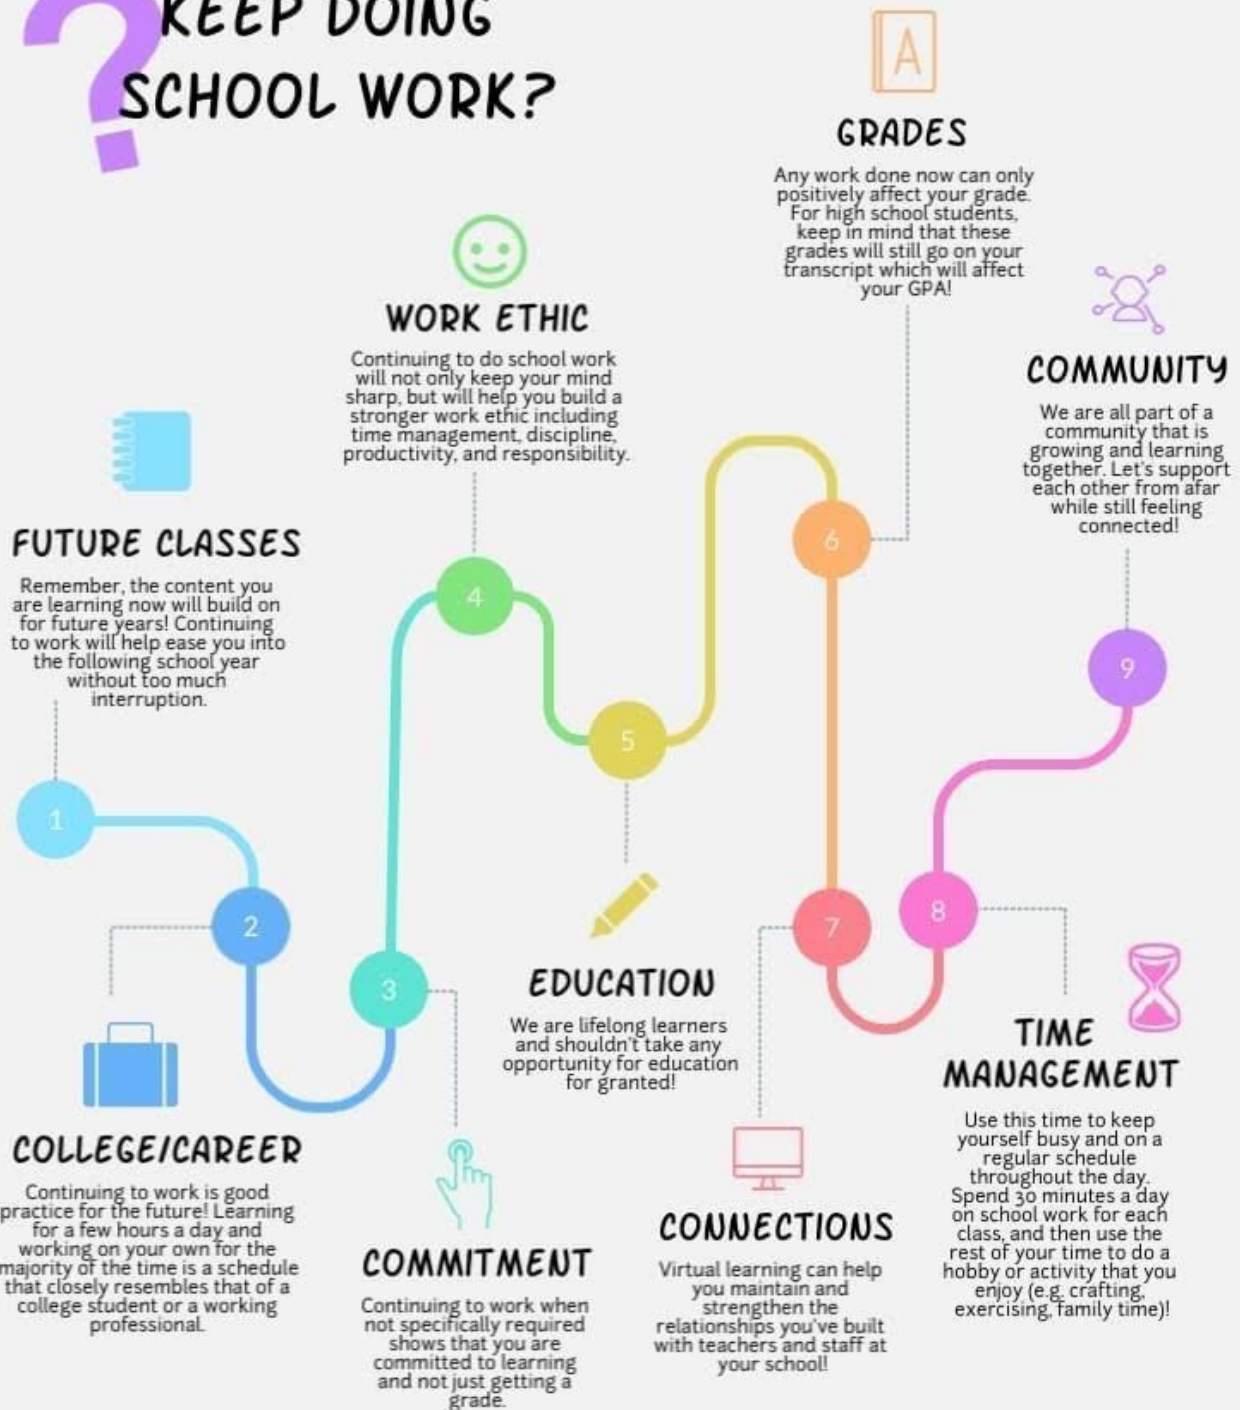 KEEP DOING
SCHOOL WORK?
?
1
FUTURE CLASSES
Remember, the content you
are learning now will build on
for future years! Continuing
to work will help ease you into
the following school year
without too much
interruption.
2
COLLEGE/CAREER
Continuing to work is good
practice for the future! Learning
for a few hours a day and
working on your own for the
majority of the time is a schedule
that closely resembles that of a
college student or a working
professional.
3
COMMITMENT
Continuing to work when
not specifically required
shows that you are
committed to learning
and not just getting a
grade.
4
WORK ETHIC
Continuing to do school work
will not only keep your mind
sharp, but will help you build a
stronger work ethic including
time management, discipline,
productivity, and responsibility.
5
EDUCATION
We are lifelong learners
and shouldn't take any
opportunity for education
for granted!
6
A
GRADES
Any work done now can only
positively affect your grade.
For high school students,
keep in mind that these
grades will still go on your
transcript which will affect
your GPA!
7
CONNECTIONS
Virtual learning can help
you maintain and
strengthen the
relationships you've built
with teachers and staff at
your school!
8
TIME
MANAGEMENT
Use this time to keep
yourself busy and on a
regular schedule
throughout the day.
Spend 30 minutes a day
on school work for each
class, and then use the
rest of your time to do a
hobby or activity that you
enjoy (e.g. crafting,
exercising, family time)!
9
COMMUNITY
We are all part of a
community that is
growing and learning
together. Let's support
each other from afar
while still feeling
connected!